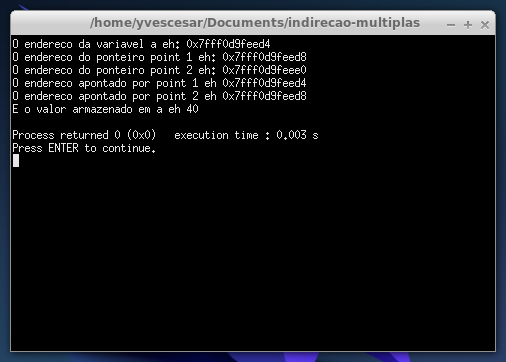 /home/yvescesar/Documents/indirecao-multiplas
O endereco da variavel a eh: 0x7fff0d9feed4
O endereco do ponteiro point 1 eh: 0x7fff0d9feed8
O endereco do ponteiro point 2 eh: 0x7fff0d9feee0
O endereco apontado por point 1 eh 0x7fff0d9feed4
O endereco apontado por point 2 eh 0x7fff0d9feed8
E o valor armazenado em a eh 40
Process returned 0 (0x0)   execution time : 0.003 s
Press ENTER to continue.